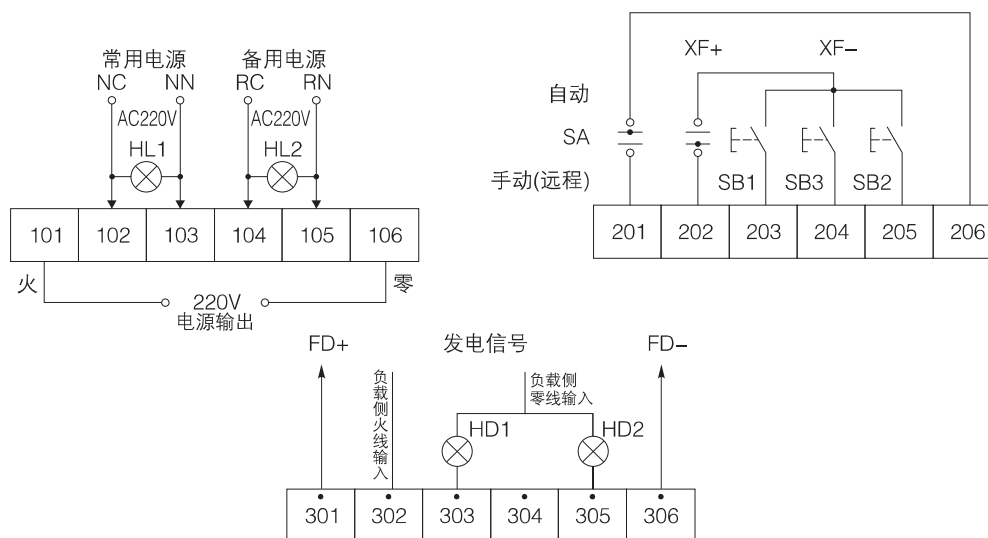 常用电源
备用电源
NC
NN
RC
RN
AC220V
AC220V
HL1
HL2
101
102
103
104
105
106
火
零
220V
电源输出
XF+
XF−
自动
SA
手动(远程)
SB1
SB3
SB2
201
202
203
204
205
206
FD+
发电信号
FD−
负载侧火线输入
负载侧
零线输入
HD1
HD2
301
302
303
304
305
306